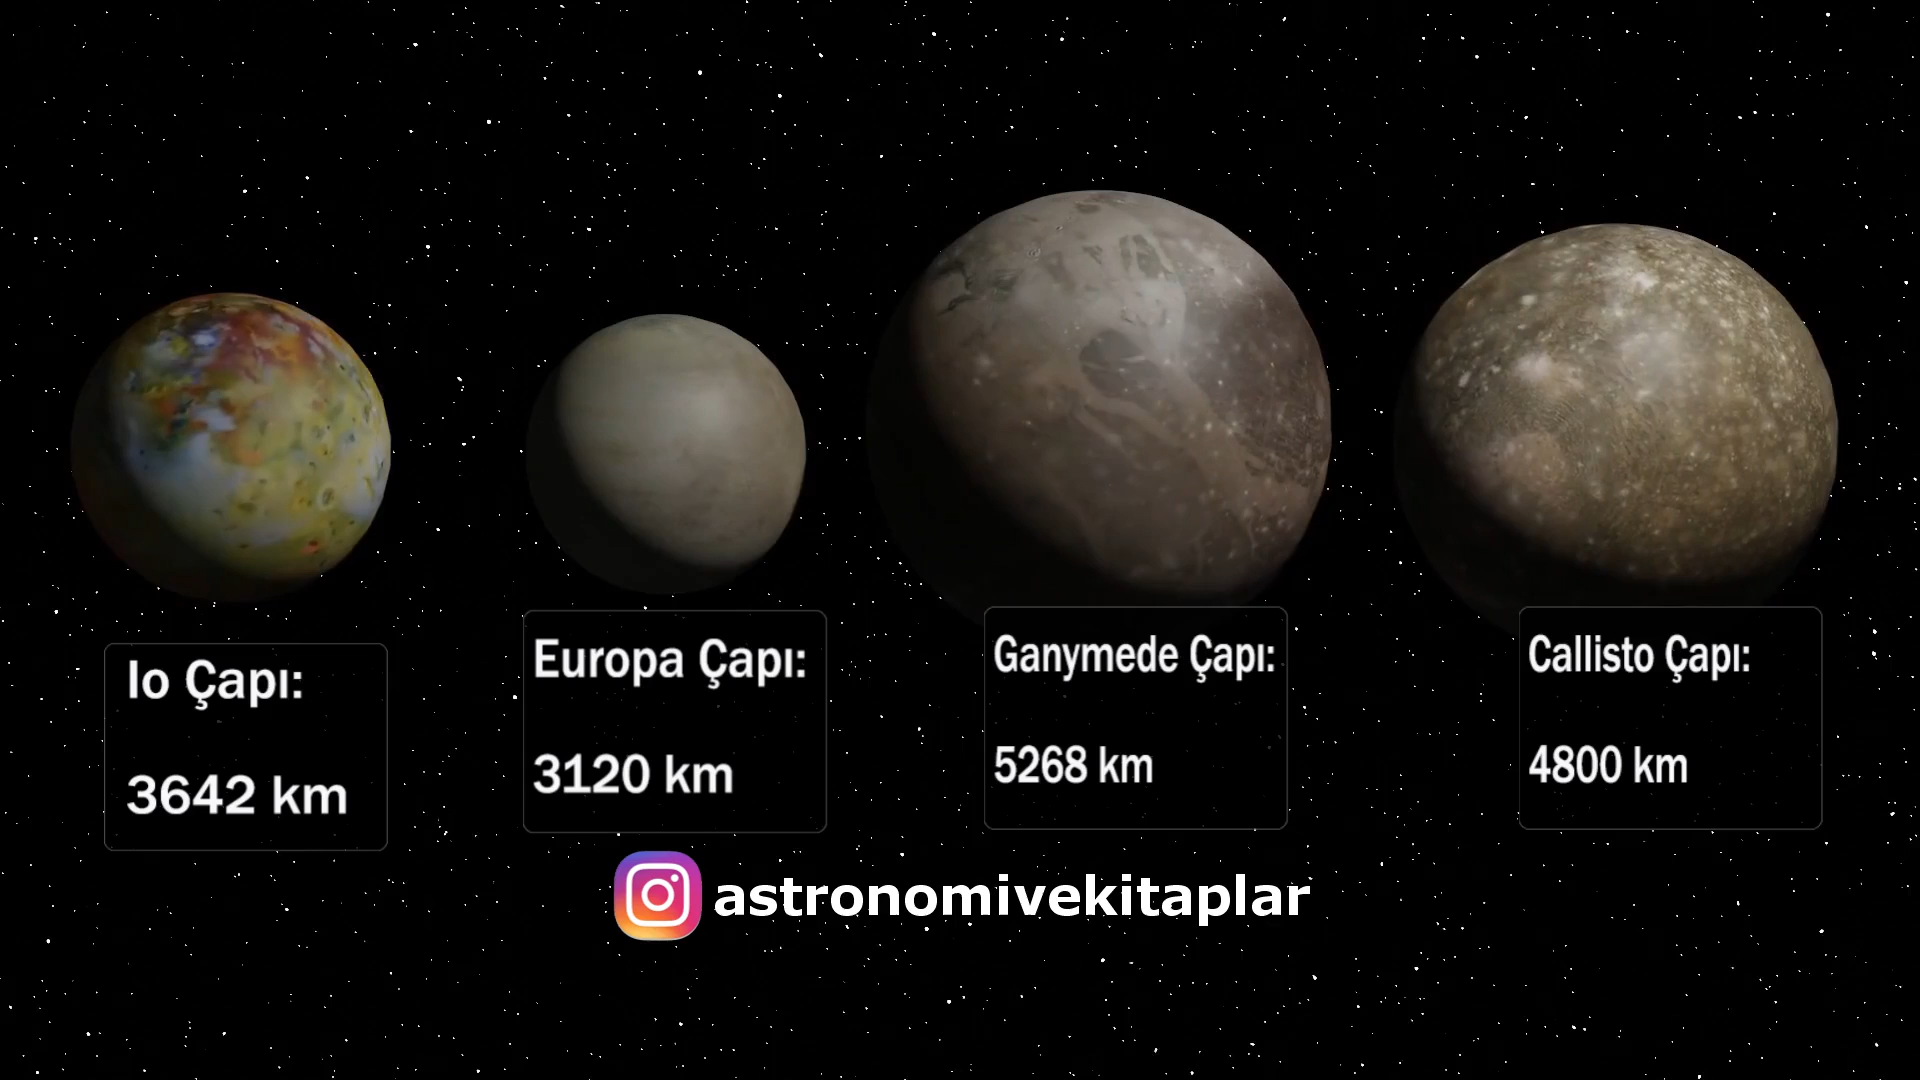 Io Çapı:
3642 km
Europa Çapı:
3120 km
Ganymede Çapı:
5268 km
Callisto Çapı:
4800 km
astronomivekitaplar